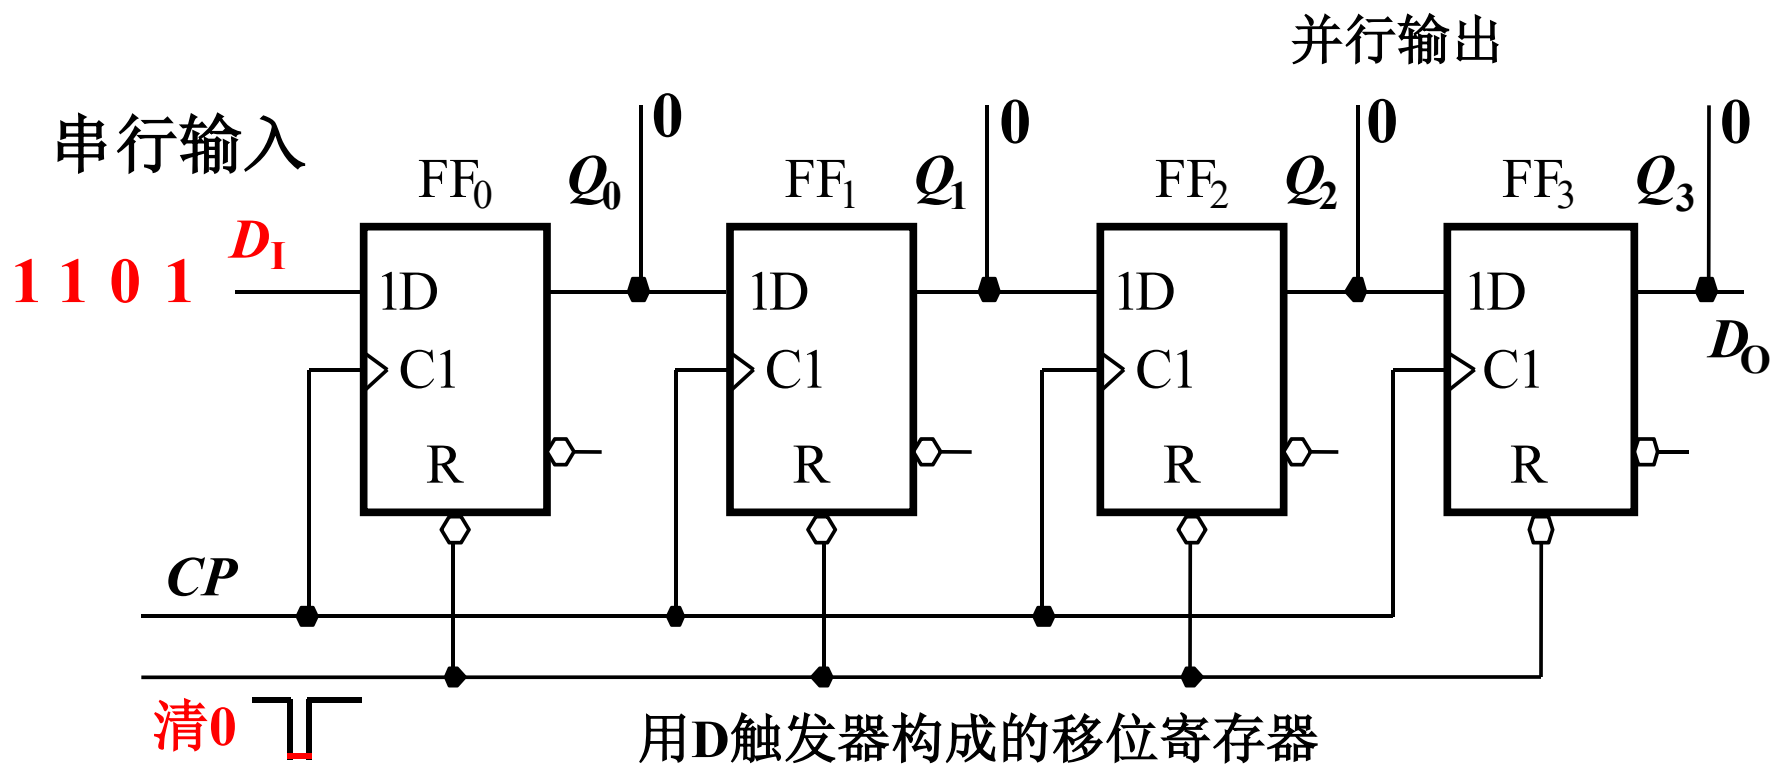 并行输出
串行输入
0 0 0 0
FF0 Q0 FF1 Q1 FF2 Q2 FF3 Q3
1 1 0 1 DI
1D 1D 1D 1D
DO
C1 C1 C1 C1
R R R R
CP
清0
用D触发器构成的移位寄存器